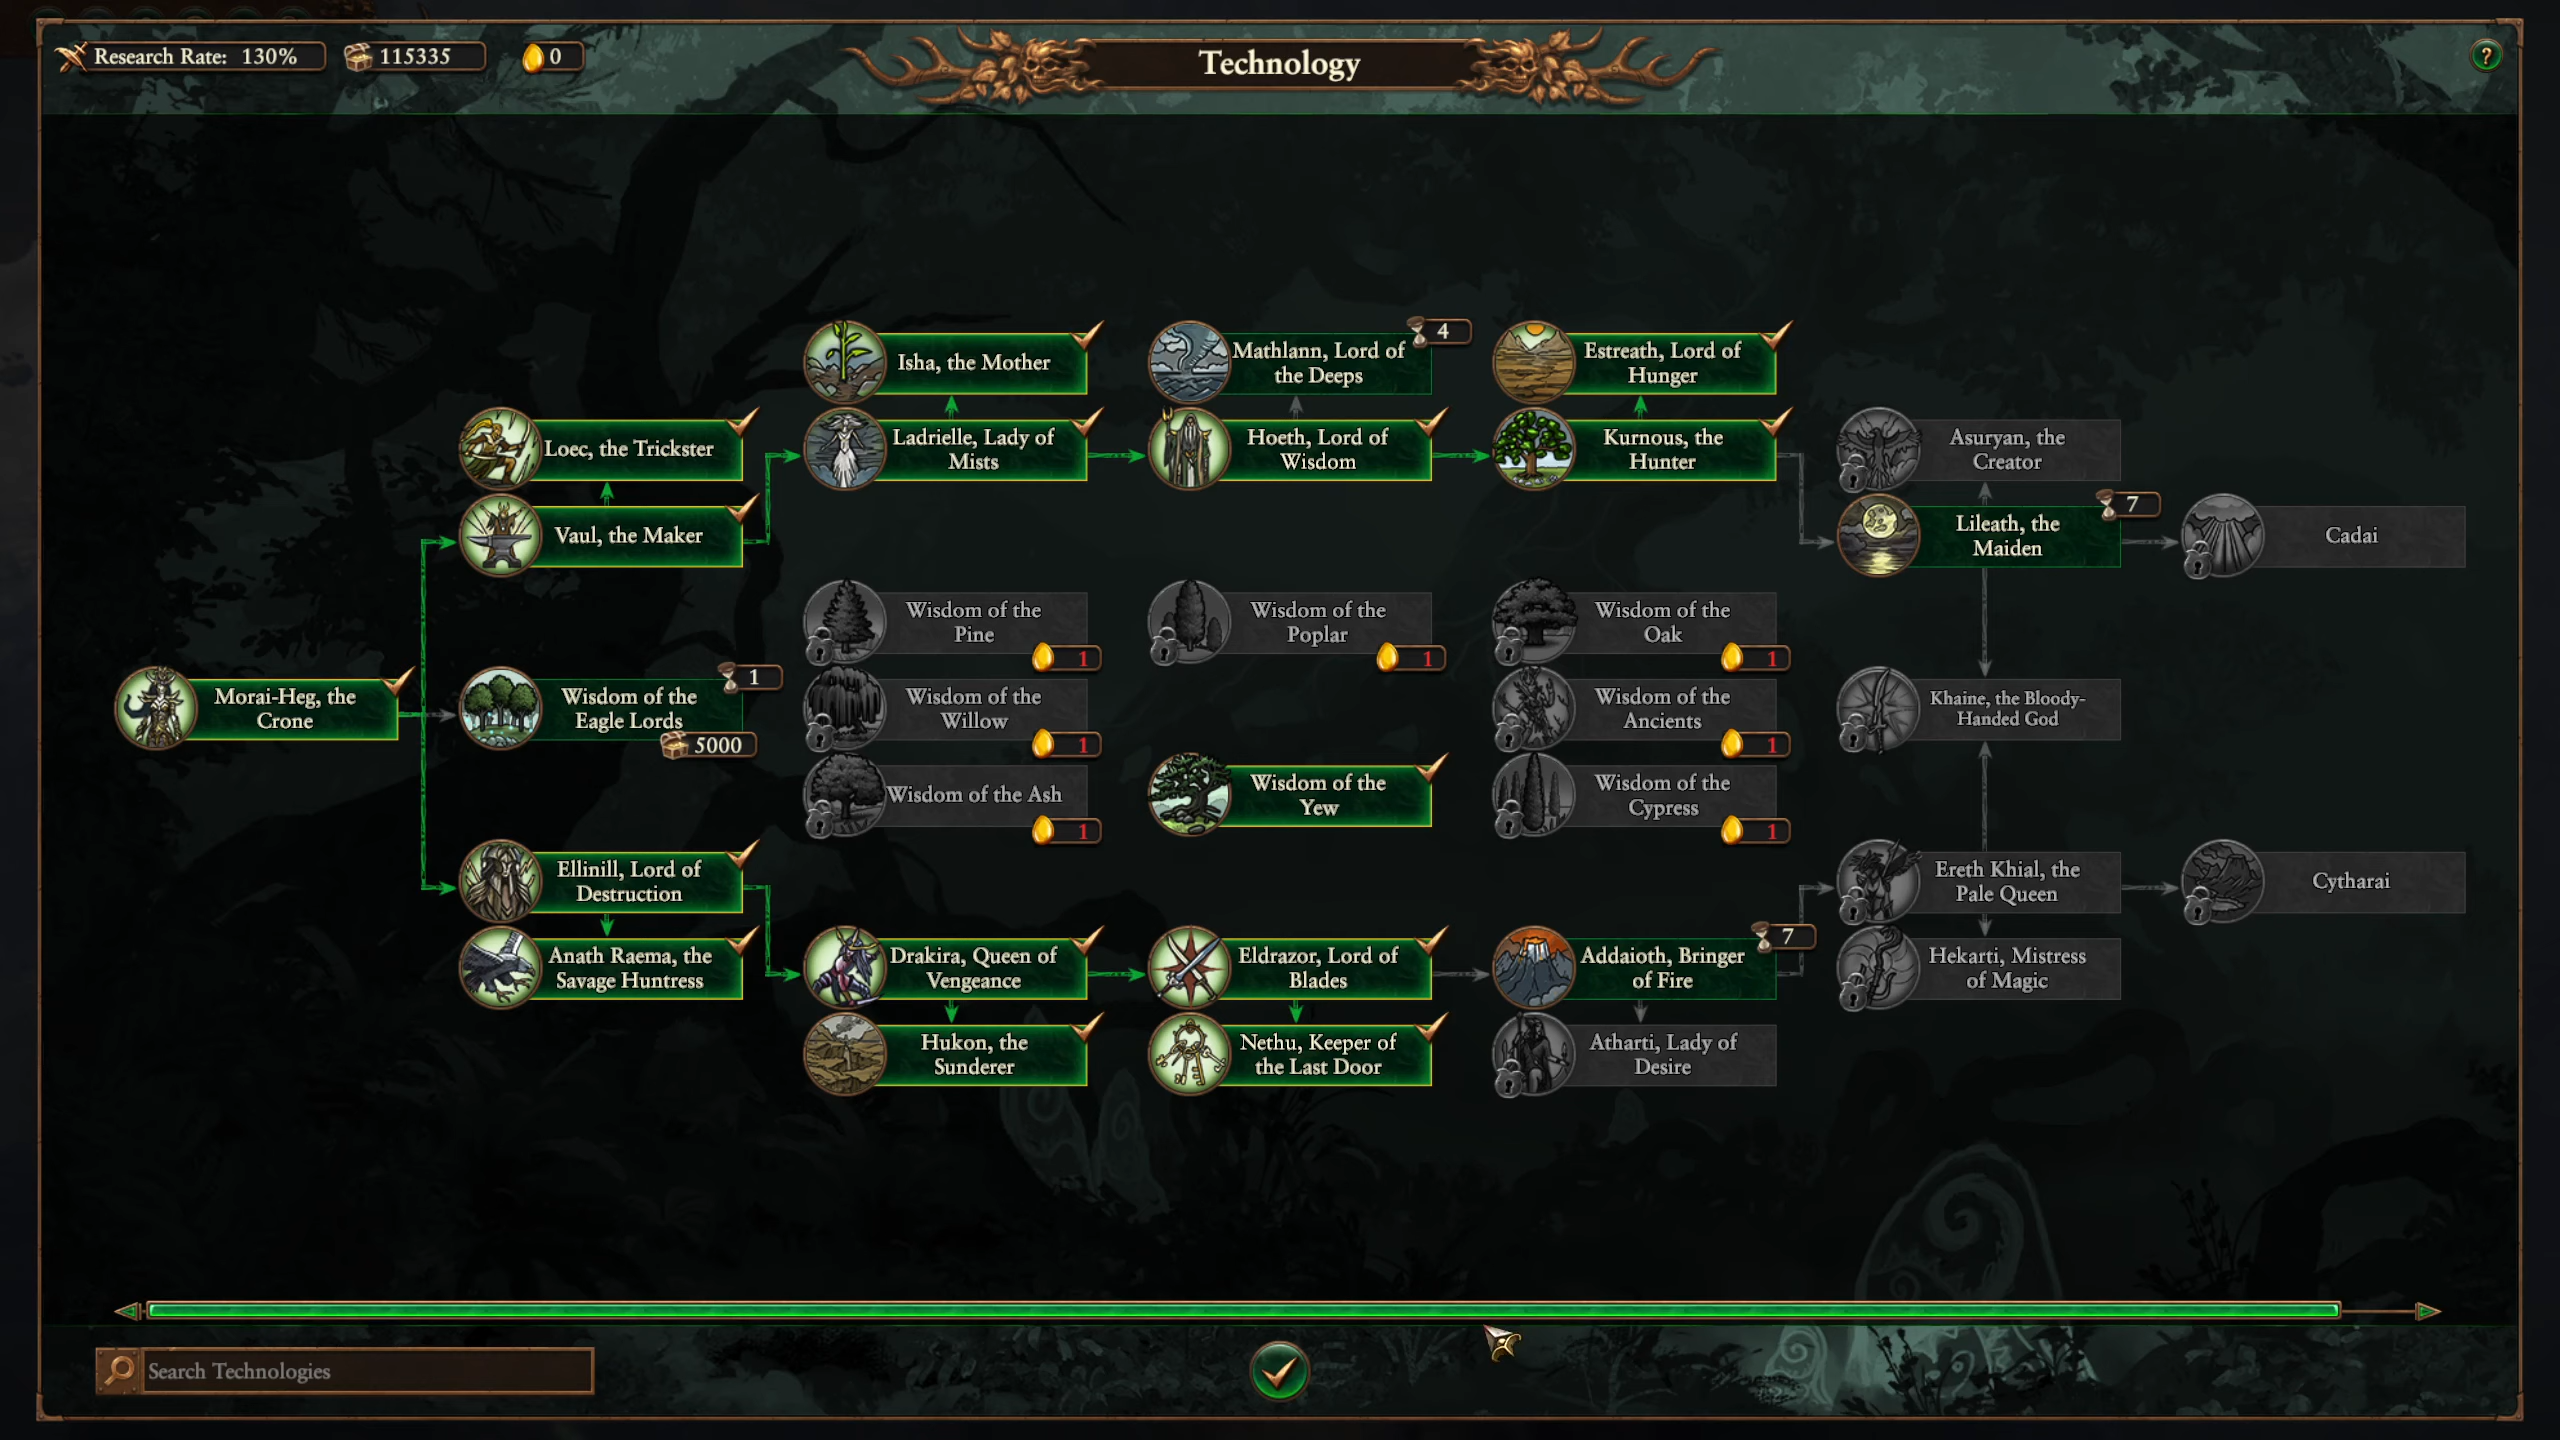 Research Rate: 130%
115335
0
Technology
?
Isha, the Mother
Mathlann, Lord of
the Deeps
4
Estreath, Lord of
Hunger
Loec, the Trickster
Ladrielle, Lady of
Mists
Hoeth, Lord of
Wisdom
Kurnous, the
Hunter
Asuryan, the
Creator
Vaul, the Maker
Lileath, the
Maiden
7
Cadai
Wisdom of the
Pine
1
Wisdom of the
Poplar
1
Wisdom of the
Oak
1
Morai-Heg, the
Crone
Wisdom of the
Eagle Lords
1
5000
Wisdom of the
Willow
1
Wisdom of the
Ancients
1
Khaine, the Bloody-
Handed God
Wisdom of the Ash
1
Wisdom of the
Yew
Wisdom of the
Cypress
1
Ellinill, Lord of
Destruction
Ereth Khial, the
Pale Queen
Cytharai
Anath Raema, the
Savage Huntress
Drakira, Queen of
Vengeance
Eldrazor, Lord of
Blades
Addaioth, Bringer
of Fire
7
Hekarti, Mistress
of Magic
Hukon, the
Sunderer
Nethu, Keeper of
the Last Door
Atharti, Lady of
Desire
Search Technologies